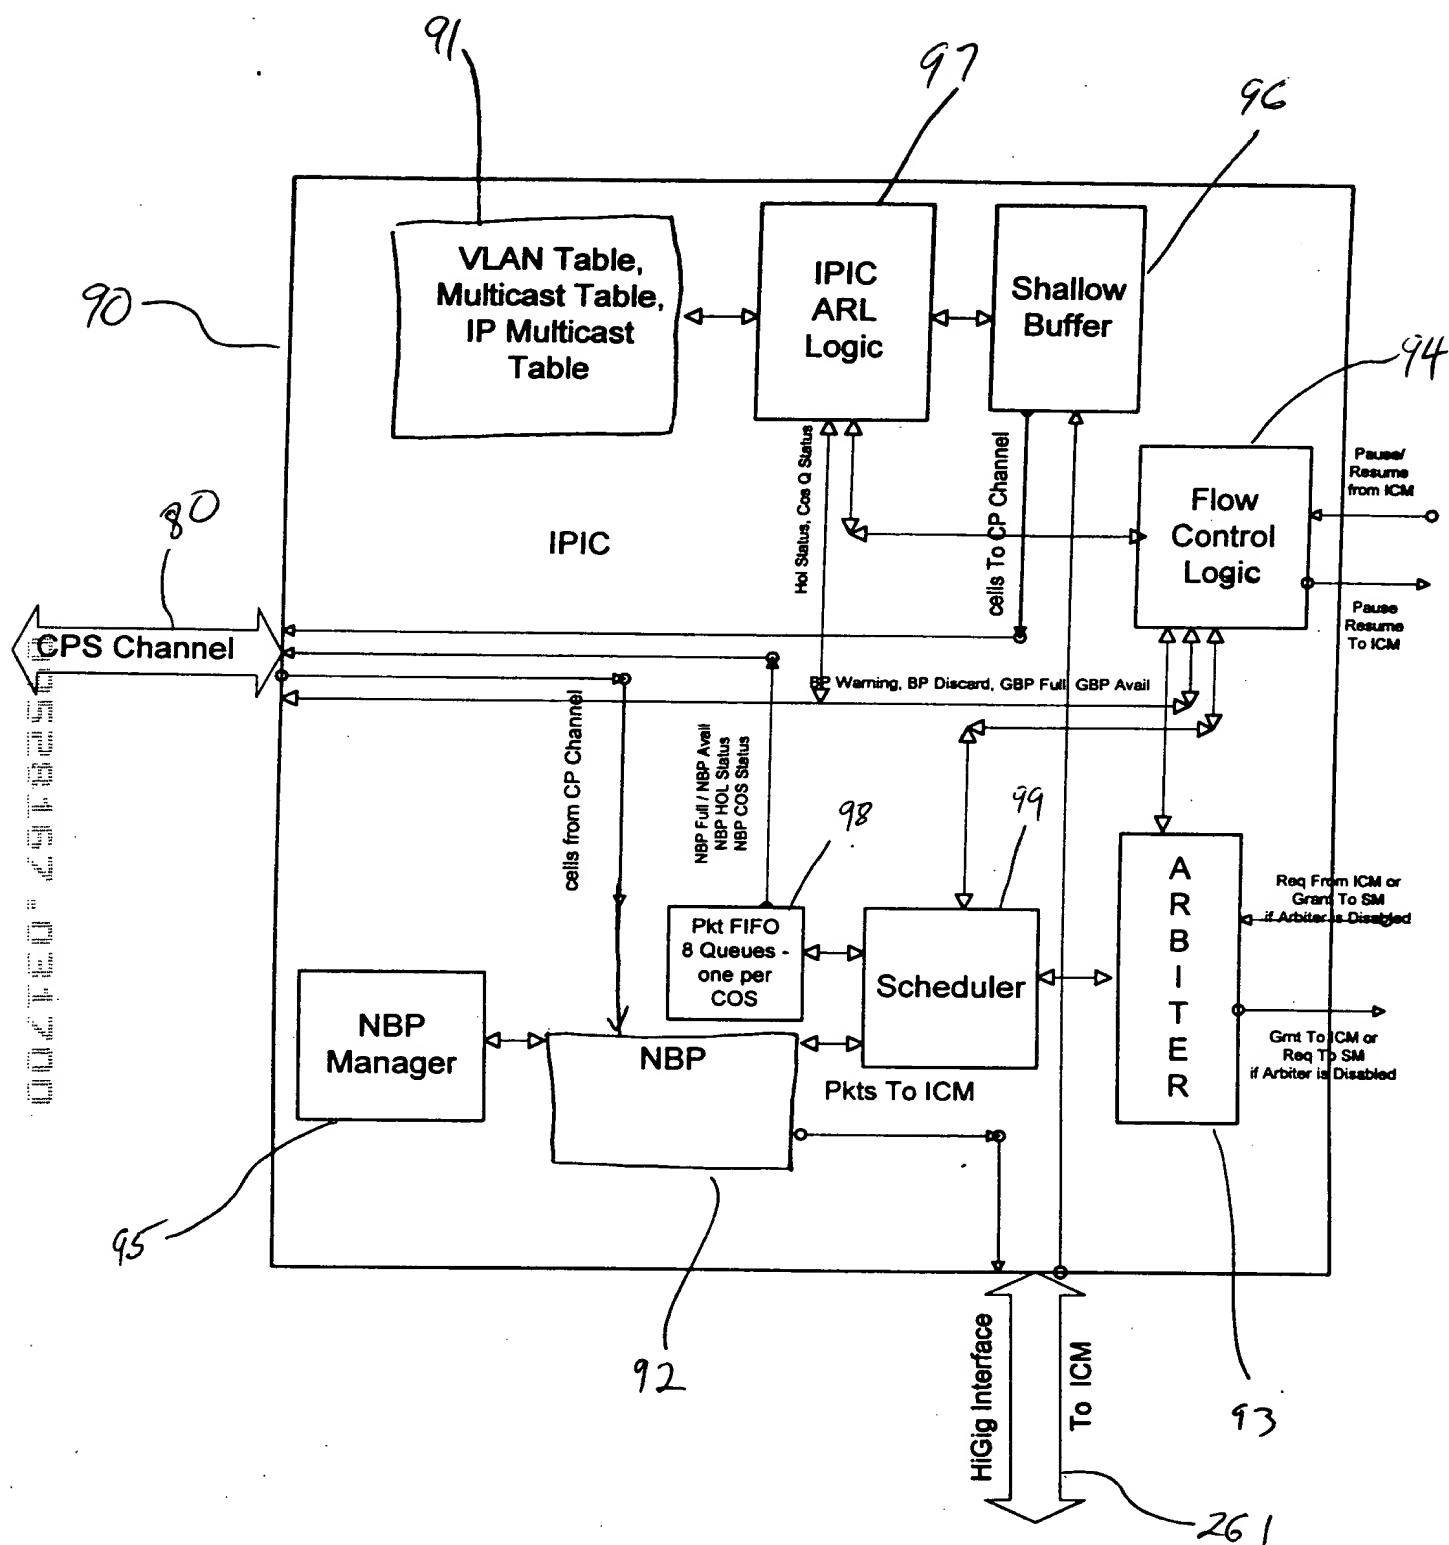 91
97
96
90
VLAN Table,
Multicast Table,
IP Multicast
Table
IPIC
ARL
Logic
Shallow
Buffer
94
Hol Status, Cos Q Status
cells To CP Channel
Pause/
Resume
from ICM
Flow
Control
Logic
80
IPIC
Pause
Resume
To ICM
CPS Channel
BP Warning, BP Discard, GBP Full, GBP Avail
cells from CP Channel
NBP Full / NBP Avail
NBP HOL Status
NBP COS Status
98
99
A
R
B
I
T
E
R
Req From ICM or
Grant To SM
if Arbiter is Disabled
Pkt FIFO
8 Queues -
one per
COS
Scheduler
NBP
Manager
NBP
Grnt To ICM or
Req To SM
if Arbiter is Disabled
Pkts To ICM
95
92
93
HiGig Interface
To ICM
261
09528167.031700